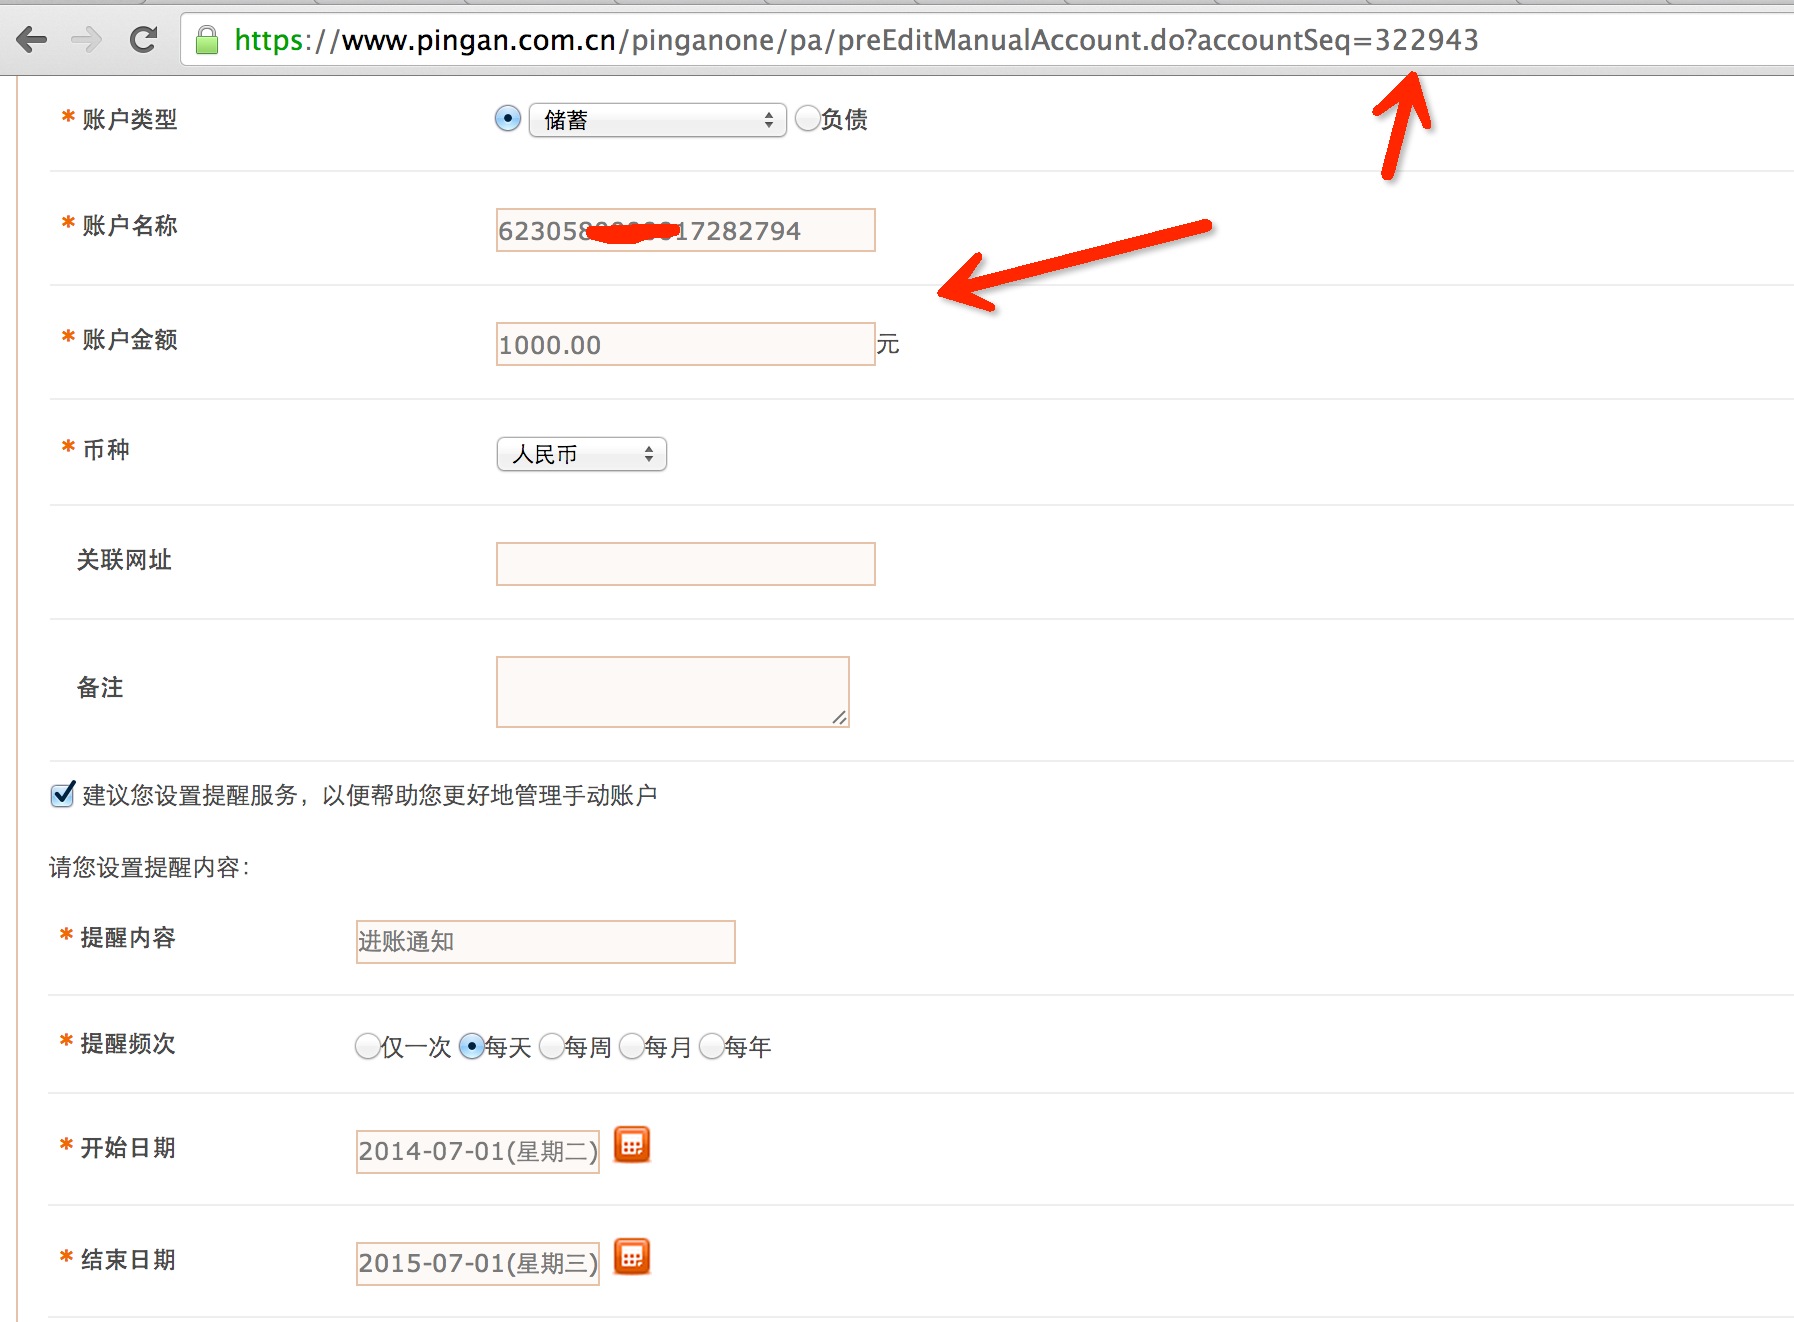 https://www.pingan.com.cn/pinganone/pa/preEditManualAccount.do?accountSeq=322943
* 账户类型 储蓄 负债
* 账户名称 623058 17282794
* 账户金额 1000.00 元
* 币种 人民币
关联网址
备注
建议您设置提醒服务，以便帮助您更好地管理手动账户
请您设置提醒内容：
* 提醒内容 进账通知
* 提醒频次 仅一次 每天 每周 每月 每年
* 开始日期 2014-07-01(星期二)
* 结束日期 2015-07-01(星期三)